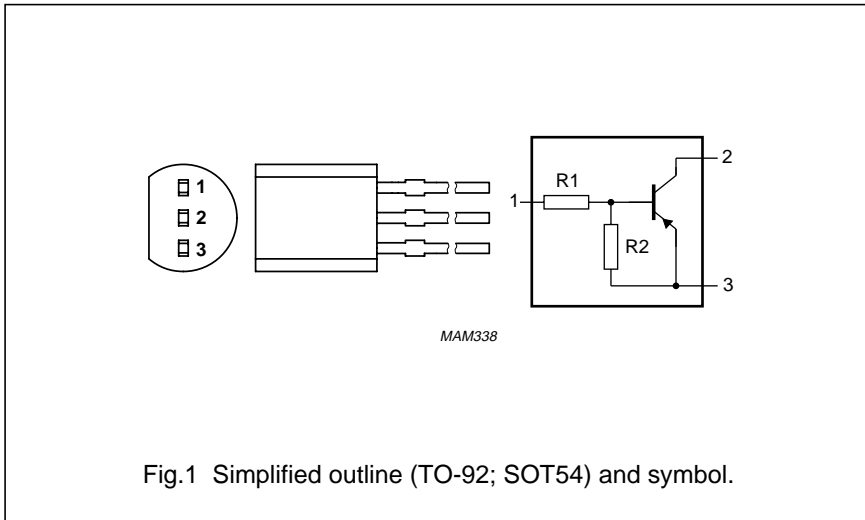 1
2
3
1
R1
R2
2
3
MAM338
Fig.1 Simplified outline (TO-92; SOT54) and symbol.